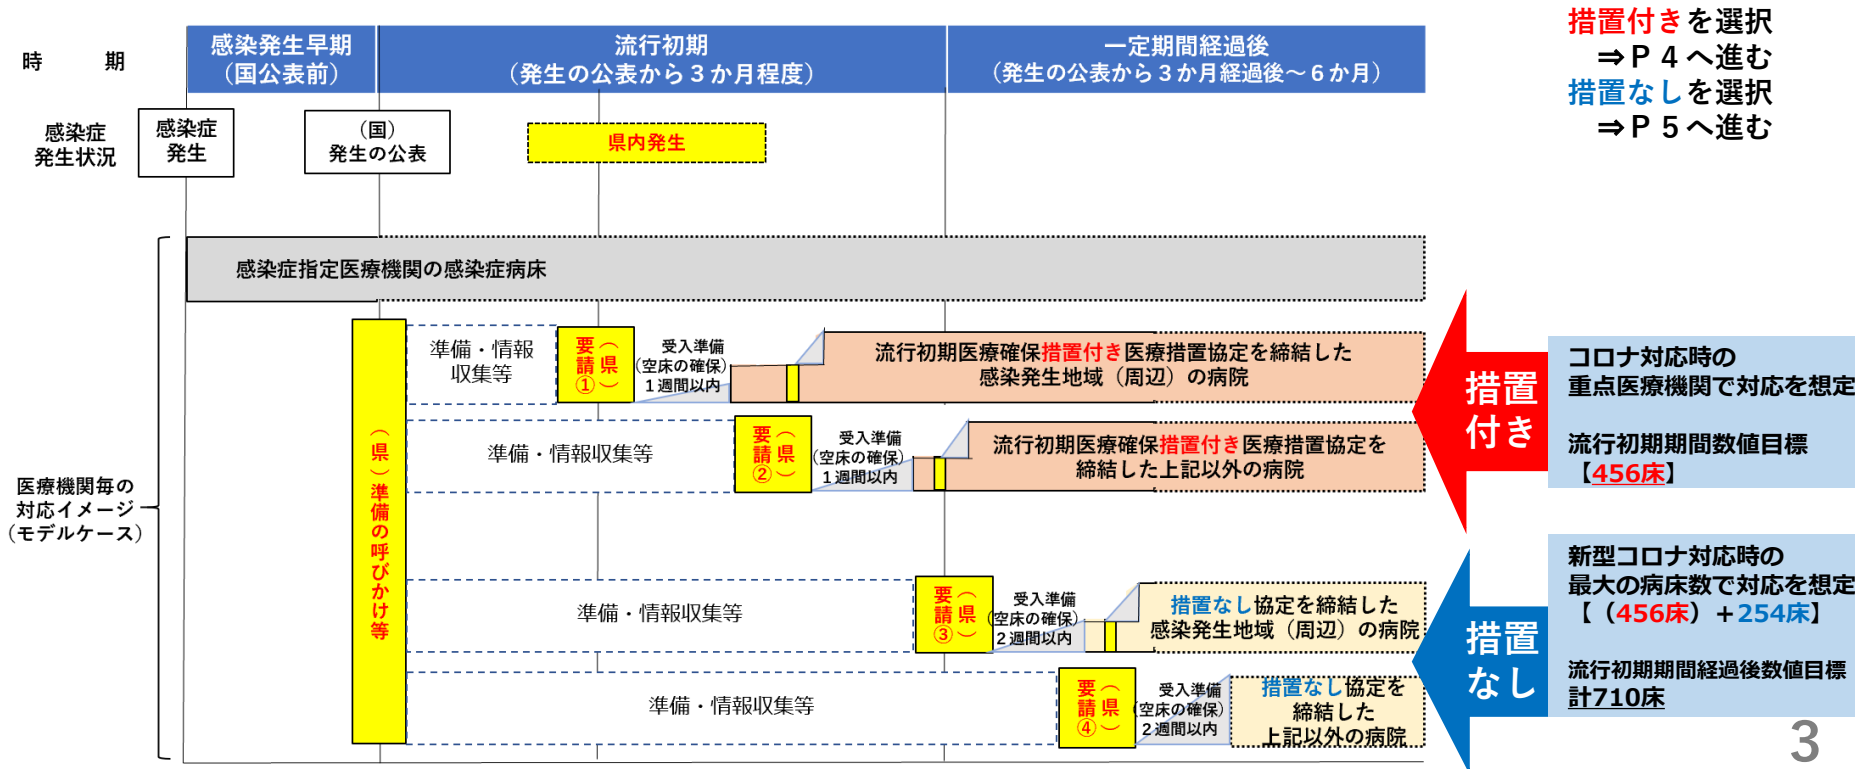 時　期
感染発生早期
（国公表前）
流行初期
（発生の公表から３か月程度）
一定期間経過後
（発生の公表から３か月経過後～６か月）
措置付きを選択
⇒Ｐ４へ進む
措置なしを選択
⇒Ｐ５へ進む
感染症
発生状況
感染症
発生
（国）
発生の公表
県内発生
医療機関毎の
対応イメージ
（モデルケース）
感染症指定医療機関の感染症病床
（県）準備の呼びかけ等
準備・情報
収集等
（県）
要請①
受入準備
（空床の確保）
１週間以内
流行初期医療確保措置付き医療措置協定を締結した
感染発生地域（周辺）の病院
準備・情報収集等
（県）
要請②
受入準備
（空床の確保）
１週間以内
流行初期医療確保措置付き医療措置協定を
締結した上記以外の病院
準備・情報収集等
（県）
要請③
受入準備
（空床の確保）
２週間以内
措置なし協定を締結した
感染発生地域（周辺）の病院
準備・情報収集等
（県）
要請④
受入準備
（空床の確保）
２週間以内
措置なし協定を
締結した
上記以外の病院
措置
付き
コロナ対応時の
重点医療機関で対応を想定
流行初期期間数値目標
【456床】
措置
なし
新型コロナ対応時の
最大の病床数で対応を想定
【（456床）＋254床】
流行初期期間経過後数値目標
計710床
3